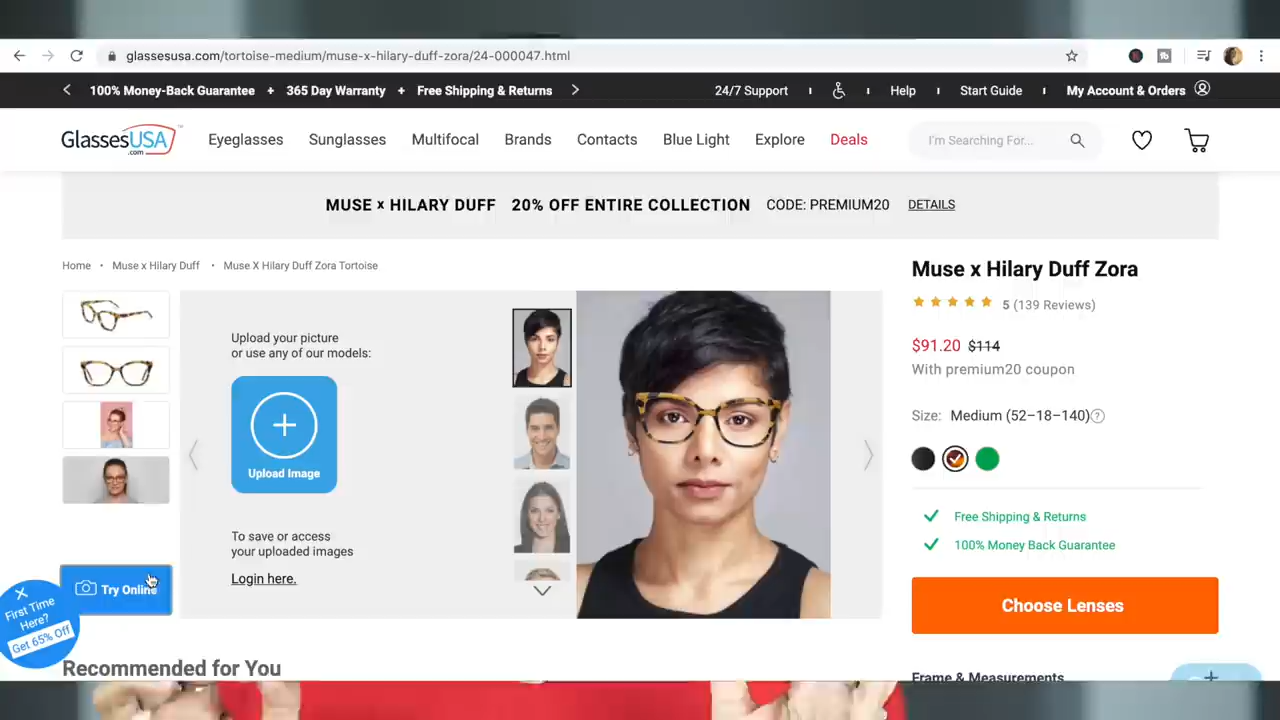 glassesusa.com/tortoise-medium/muse-x-hilary-duff-zora/24-000047.html
100% Money-Back Guarantee + 365 Day Warranty + Free Shipping & Returns
24/7 Support
Help
Start Guide
My Account & Orders
GlassesUSA
.com
Eyeglasses
Sunglasses
Multifocal
Brands
Contacts
Blue Light
Explore
Deals
I'm Searching For...
MUSE x HILARY DUFF 20% OFF ENTIRE COLLECTION CODE: PREMIUM20 DETAILS
Home • Muse x Hilary Duff • Muse X Hilary Duff Zora Tortoise
Upload your picture
or use any of our models:
Upload Image
To save or access
your uploaded images
Login here.
Try Online
First Time
Here?
Get 65% Off
Muse x Hilary Duff Zora
5 (139 Reviews)
$91.20 $114
With premium20 coupon
Size: Medium (52-18-140)
Free Shipping & Returns
100% Money Back Guarantee
Choose Lenses
Recommended for You
Frame & Measurements